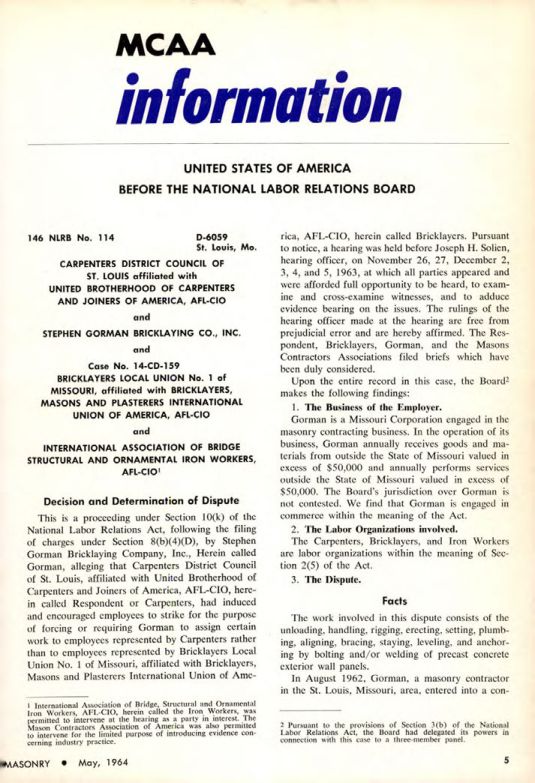 MCAA
information
UNITED STATES OF AMERICA
BEFORE THE NATIONAL LABOR RELATIONS BOARD
146 NLRB No. 114
D-6059
St. Louis, Mo.
CARPENTERS DISTRICT COUNCIL OF
ST. LOUIS affiliated with
UNITED BROTHERHOOD OF CARPENTERS
AND JOINERS OF AMERICA, AFL-CIO
and
STEPHEN GORMAN BRICKLAYING CO., INC.
and
Case No. 14-CD-159
BRICKLAYERS LOCAL UNION No. 1 of
MISSOURI, affiliated with BRICKLAYERS,
MASONS AND PLASTERERS INTERNATIONAL
UNION OF AMERICA, AFL-CIO
and
INTERNATIONAL ASSOCIATION OF BRIDGE
STRUCTURAL AND ORNAMENTAL IRON WORKERS,
AFL-CIO1
Decision and Determination of Dispute
This is a proceeding under Section 10(k) of the
National Labor Relations Act, following the filing
of charges under Section 8(b)(4)(D), by Stephen
Gorman Bricklaying Company, Inc., Herein called
Gorman, alleging that Carpenters District Council
of St. Louis, affiliated with United Brotherhood of
Carpenters and Joiners of America, AFL-CIO, here-
in called Respondent or Carpenters, had induced
and encouraged employees to strike for the purpose
of forcing or requiring Gorman to assign certain
work to employees represented by Carpenters rather
than to employees represented by Bricklayers Local
Union No. 1 of Missouri, affiliated with Bricklayers,
Masons and Plasterers International Union of Ame-
1 International Association of Bridge, Structural and Ornamental
Iron Workers, AFL-CIO, herein called the Iron Workers, was
permitted to intervene at the hearing as a party in interest. The
Mason Contractors Association of America was also permitted
to intervene for the limited purpose of introducing evidence con-
cerning industry practice.
rica, AFL-CIO, herein called Bricklayers. Pursuant
to notice, a hearing was held before Joseph H. Solien,
hearing officer, on November 26, 27, December 2,
3, 4, and 5, 1963, at which all parties appeared and
were afforded full opportunity to be heard, to exam-
ine and cross-examine witnesses, and to adduce
evidence bearing on the issues. The rulings of the
hearing officer made at the hearing are free from
prejudicial error and are hereby affirmed. The Res-
pondent, Bricklayers, Gorman, and the Masons
Contractors Associations filed briefs which have
been duly considered.
Upon the entire record in this case, the Board2
makes the following findings:
1. The Business of the Employer.
Gorman is a Missouri Corporation engaged in the
masonry contracting business. In the operation of its
business, Gorman annually receives goods and ma-
terials from outside the State of Missouri valued in
excess of $50,000 and annually performs services
outside the State of Missouri valued in excess of
$50,000. The Board's jurisdiction over Gorman is
not contested. We find that Gorman is engaged in
commerce within the meaning of the Act.
2. The Labor Organizations involved.
The Carpenters, Bricklayers, and Iron Workers
are labor organizations within the meaning of Sec-
tion 2(5) of the Act.
3. The Dispute.
Facts
The work involved in this dispute consists of the
unloading, handling, rigging, erecting, setting, plumb-
ing, aligning, bracing, staying, leveling, and anchor-
ing by bolting and/or welding of precast concrete
exterior wall panels.
In August 1962, Gorman, a masonry contractor
in the St. Louis, Missouri, area, entered into a con-
2 Pursuant to the provisions of Section 3(b) of the National
Labor Relations Act, the Board had delegated its powers in
connection with this case to a three-member panel.
MASONRY • May, 1964
5